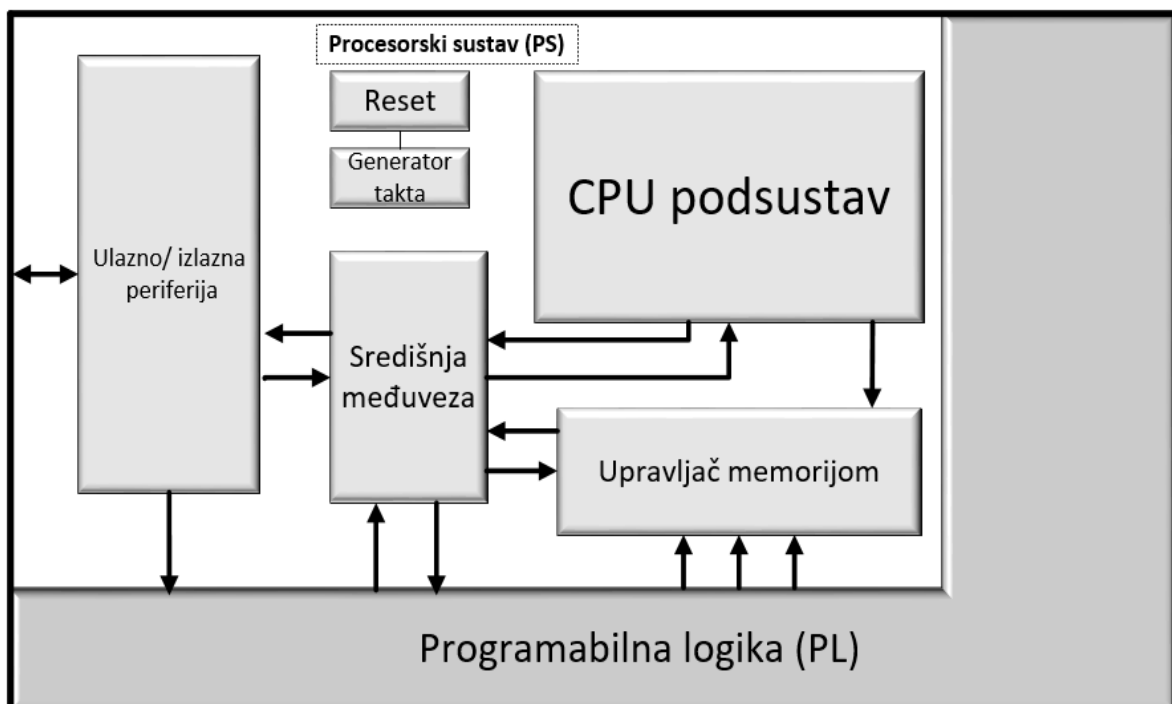 Procesorski sustav (PS)
Reset
Generator
takta
CPU podsustav
Ulazno/ izlazna
periferija
Središnja
međuveza
Upravljač memorijom
Programabilna logika (PL)